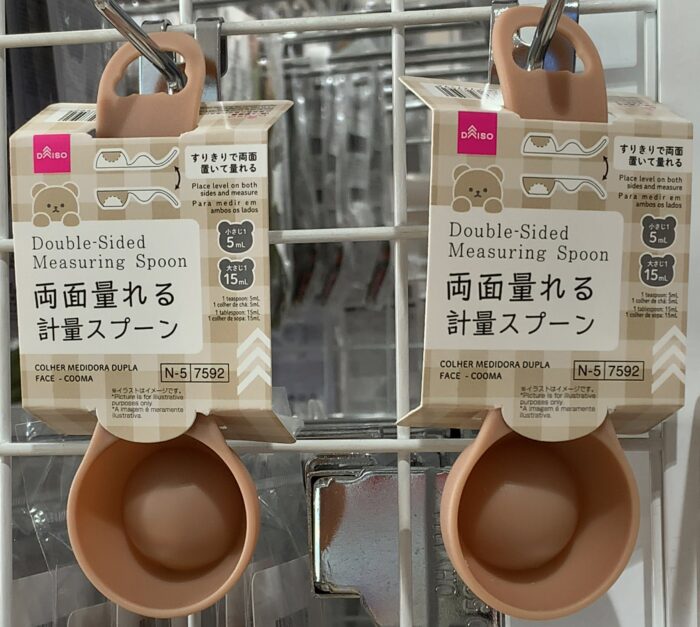 DAISO
すりきりで両面
置いて量れる
Place level on both
sides and measure
Para medir em
ambos os lados
小さじ1
5mL
大さじ1
15mL
1 teaspoon: 5mL
1 colher de chá: 5mL
1 tablespoon: 15mL
1 colher de sopa: 15mL
Double-Sided
Measuring Spoon
両面量れる
計量スプーン
COLHER MEDIDORA DUPLA
FACE - COOMA
N-5 7592
※イラストはイメージです。
*Picture is for illustrative
purposes only.
*A imagem é meramente
ilustrativa.
DAISO
すりきりで両面
置いて量れる
Place level on both
sides and measure
Para medir em
ambos os lados
小さじ1
5mL
大さじ1
15mL
1 teaspoon: 5mL
1 colher de chá: 5mL
1 tablespoon: 15mL
1 colher de sopa: 15mL
Double-Sided
Measuring Spoon
両面量れる
計量スプーン
COLHER MEDIDORA DUPLA
FACE - COOMA
N-5 7592
※イラストはイメージです。
*Picture is for illustrative
purposes only.
*A imagem é meramente
ilustrativa.